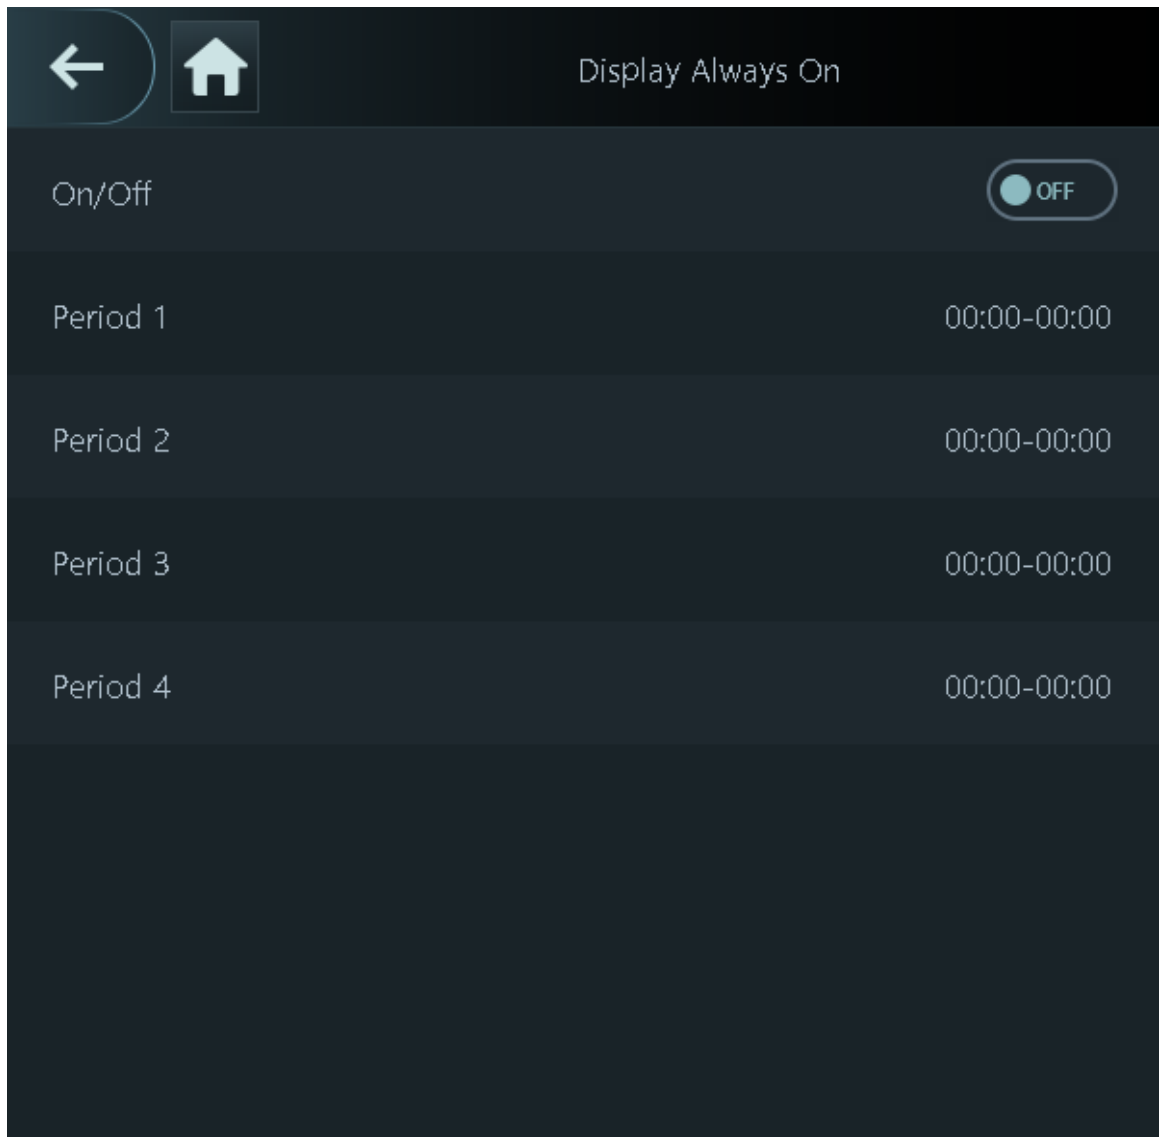 Display Always On
On/Off OFF
Period 1 00:00-00:00
Period 2 00:00-00:00
Period 3 00:00-00:00
Period 4 00:00-00:00